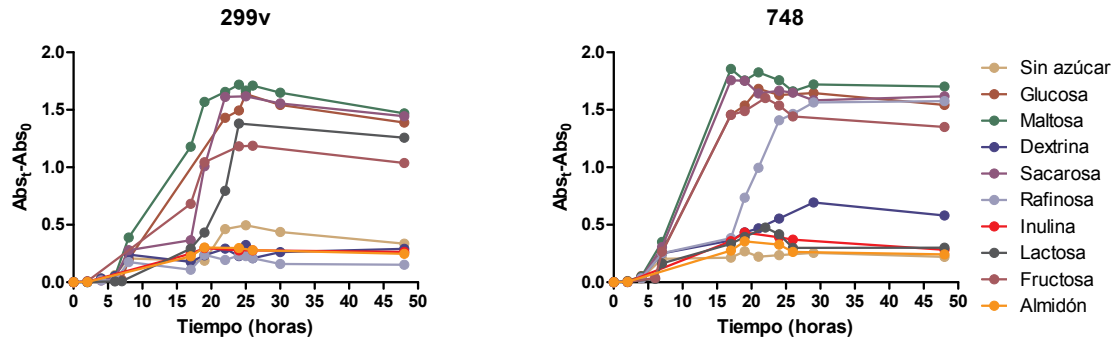 299v
748
2.0
1.5
1.0
0.5
0.0
Abst-Abs0
0 5 10 15 20 25 30 35 40 45 50
Tiempo (horas)
2.0
1.5
1.0
0.5
0.0
Abst-Abs0
0 5 10 15 20 25 30 35 40 45 50
Tiempo (horas)
Sin azúcar
Glucosa
Maltosa
Dextrina
Sacarosa
Rafinosa
Inulina
Lactosa
Fructosa
Almidón